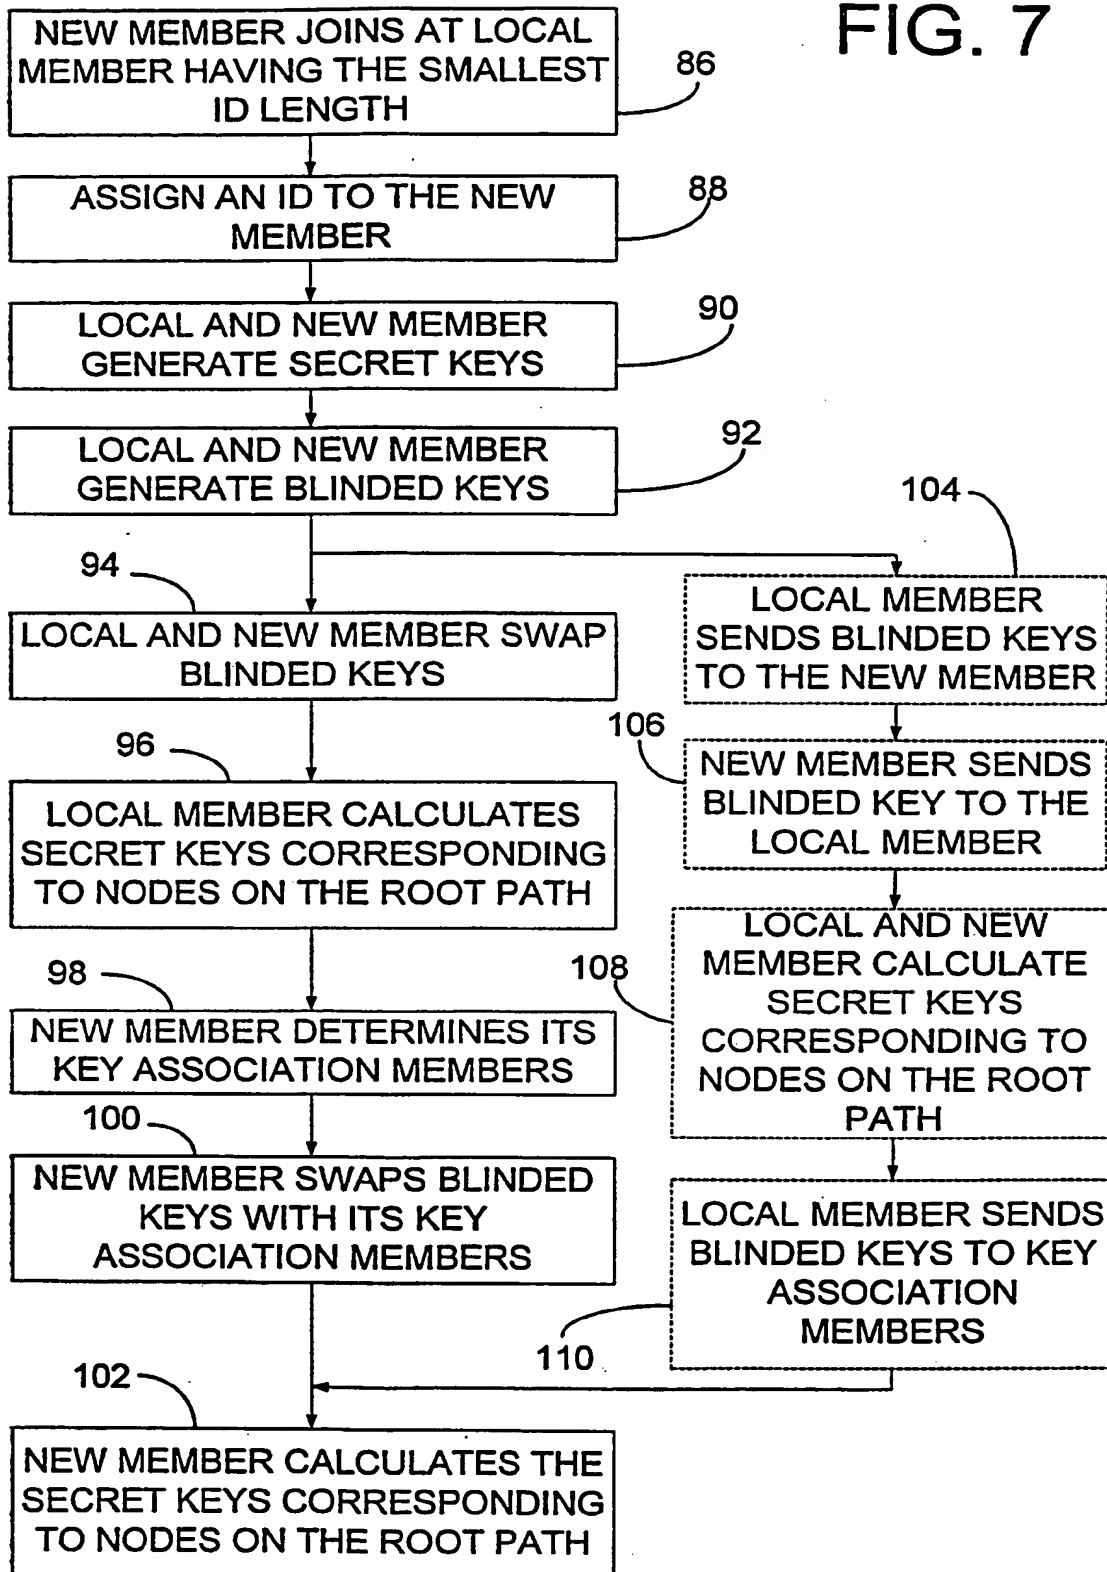 FIG. 7
NEW MEMBER JOINS AT LOCAL
MEMBER HAVING THE SMALLEST
ID LENGTH
86
ASSIGN AN ID TO THE NEW
MEMBER
88
LOCAL AND NEW MEMBER
GENERATE SECRET KEYS
90
LOCAL AND NEW MEMBER
GENERATE BLINDED KEYS
92
94
LOCAL AND NEW MEMBER SWAP
BLINDED KEYS
96
LOCAL MEMBER CALCULATES
SECRET KEYS CORRESPONDING
TO NODES ON THE ROOT PATH
98
NEW MEMBER DETERMINES ITS
KEY ASSOCIATION MEMBERS
100
NEW MEMBER SWAPS BLINDED
KEYS WITH ITS KEY
ASSOCIATION MEMBERS
104
LOCAL MEMBER
SENDS BLINDED KEYS
TO THE NEW MEMBER
106
NEW MEMBER SENDS
BLINDED KEY TO THE
LOCAL MEMBER
108
LOCAL AND NEW
MEMBER CALCULATE
SECRET KEYS
CORRESPONDING TO
NODES ON THE ROOT
PATH
LOCAL MEMBER SENDS
BLINDED KEYS TO KEY
ASSOCIATION
MEMBERS
110
102
NEW MEMBER CALCULATES THE
SECRET KEYS CORRESPONDING
TO NODES ON THE ROOT PATH